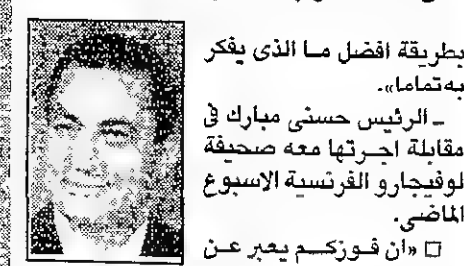 بطريقة افضل مـا الذى يفكر
به تماما».
ـ الرئيس حسنى مبارك في
مقابلة اجـرتها معه صحيفة
لوفيجارو الفرنسية الاسبوع
الماضى.
□ «ان فـوزكـم يعبر عـن